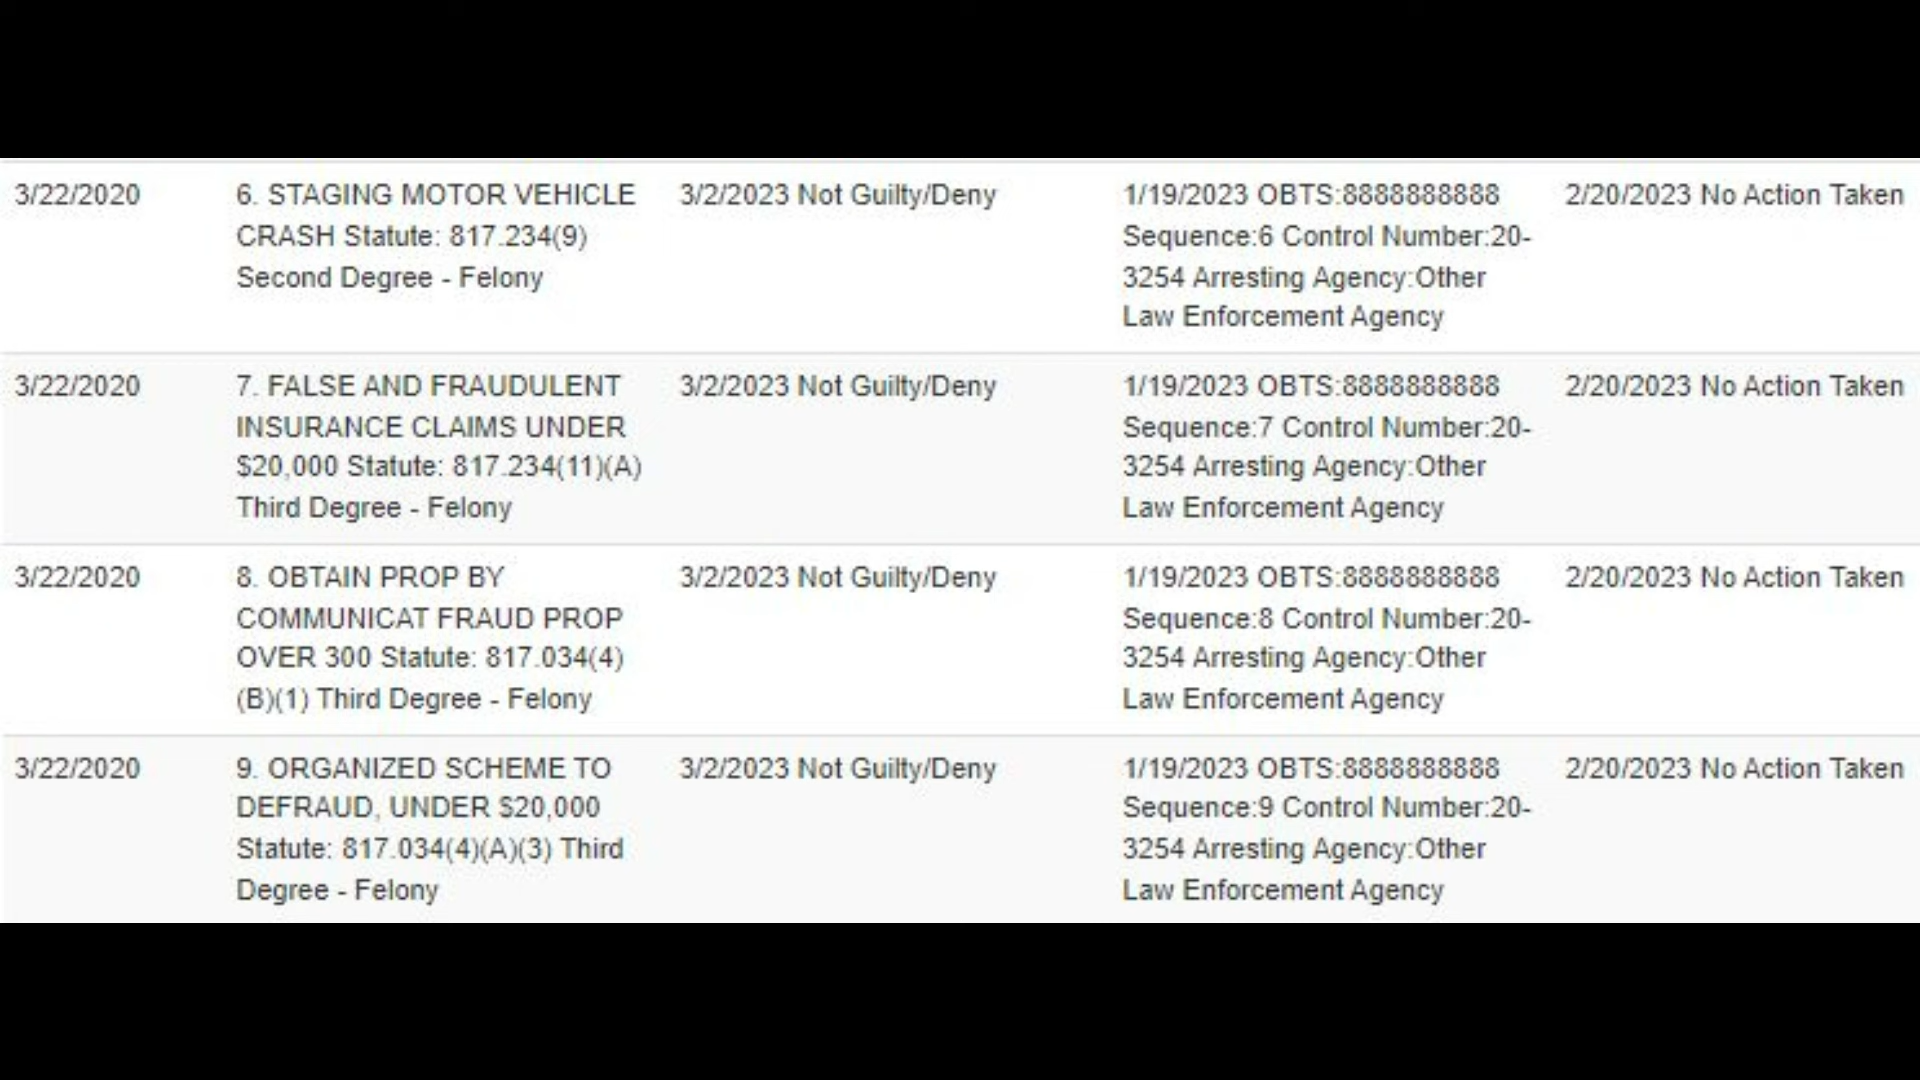 3/22/2020 6. STAGING MOTOR VEHICLE 3/2/2023 Not Guilty/Deny 1/19/2023 OBTS:8888888888 2/20/2023 No Action Taken
CRASH Statute: 817.234(9) Sequence:6 Control Number:20-
Second Degree - Felony 3254 Arresting Agency:Other
Law Enforcement Agency
3/22/2020 7. FALSE AND FRAUDULENT 3/2/2023 Not Guilty/Deny 1/19/2023 OBTS:8888888888 2/20/2023 No Action Taken
INSURANCE CLAIMS UNDER Sequence:7 Control Number:20-
$20,000 Statute: 817.234(11)(A) 3254 Arresting Agency:Other
Third Degree - Felony Law Enforcement Agency
3/22/2020 8. OBTAIN PROP BY 3/2/2023 Not Guilty/Deny 1/19/2023 OBTS:8888888888 2/20/2023 No Action Taken
COMMUNICAT FRAUD PROP Sequence:8 Control Number:20-
OVER 300 Statute: 817.034(4) 3254 Arresting Agency:Other
(B)(1) Third Degree - Felony Law Enforcement Agency
3/22/2020 9. ORGANIZED SCHEME TO 3/2/2023 Not Guilty/Deny 1/19/2023 OBTS:8888888888 2/20/2023 No Action Taken
DEFRAUD, UNDER $20,000 Sequence:9 Control Number:20-
Statute: 817.034(4)(A)(3) Third 3254 Arresting Agency:Other
Degree - Felony Law Enforcement Agency